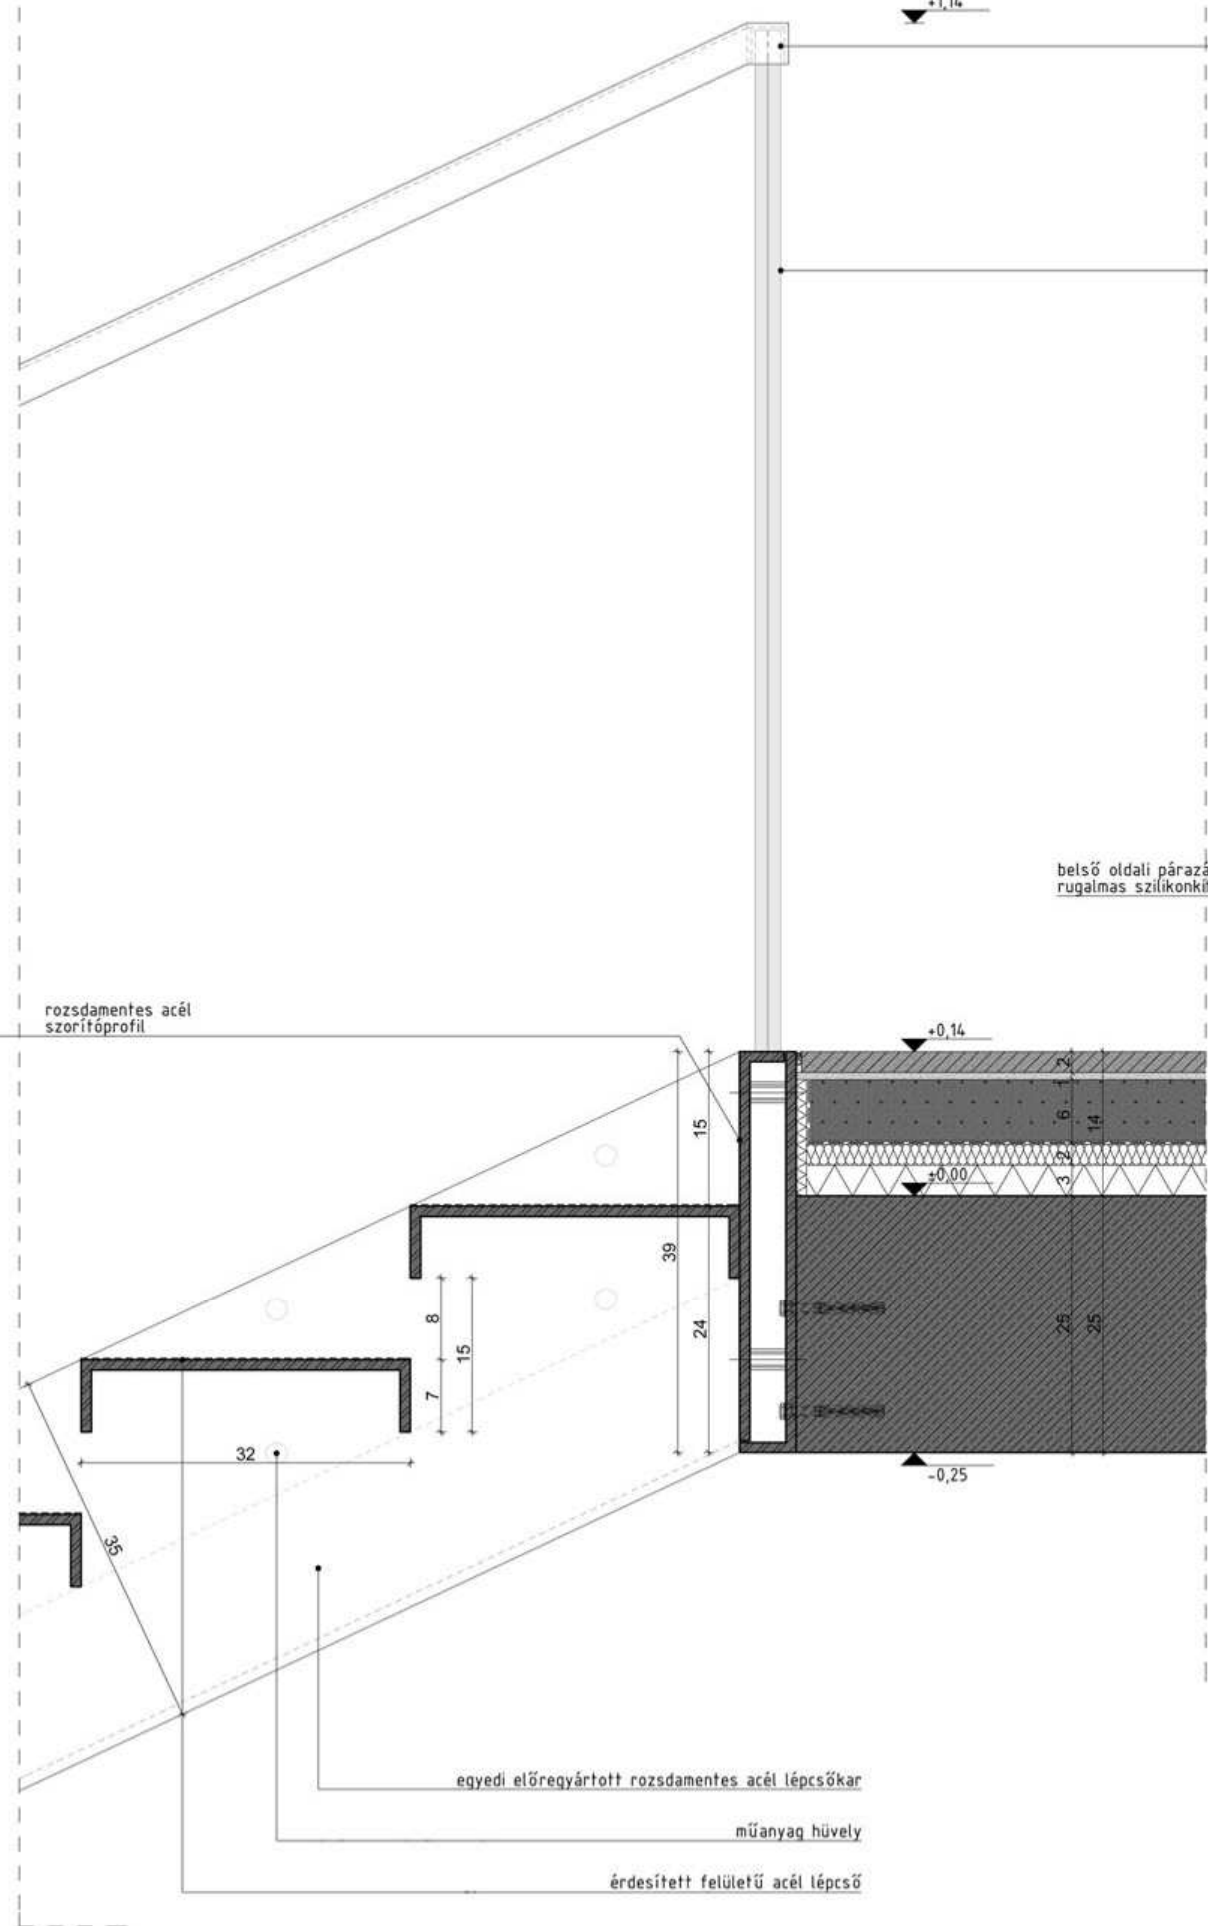 +1,14
belső oldali páraz
rugalmas szilikonki
rozsdamentes acél
szorítóprofil
+0,14
2
1
6
14
15
2
±0,00
3
39
8
15
24
25
25
7
32
-0,25
35
egyedi előregyártott rozsdamentes acél lépcsőkar
műanyag hüvely
érdesített felületű acél lépcső